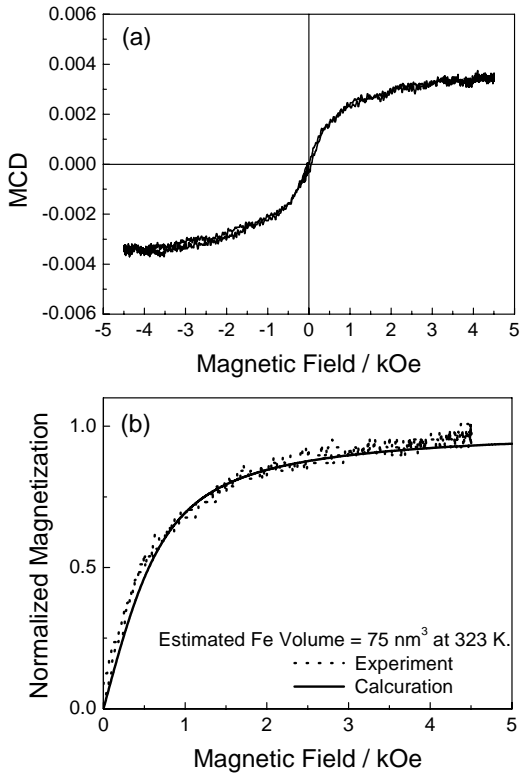 (a)
0.006
0.004
0.002
0.000
-0.002
-0.004
-0.006
MCD
-5 -4 -3 -2 -1 0 1 2 3 4 5
Magnetic Field / kOe
(b)
1.0
0.5
0.0
Normalized Magnetization
Estimated Fe Volume = 75 nm³ at 323 K.
Experiment
Calcuration
0 1 2 3 4 5
Magnetic Field / kOe